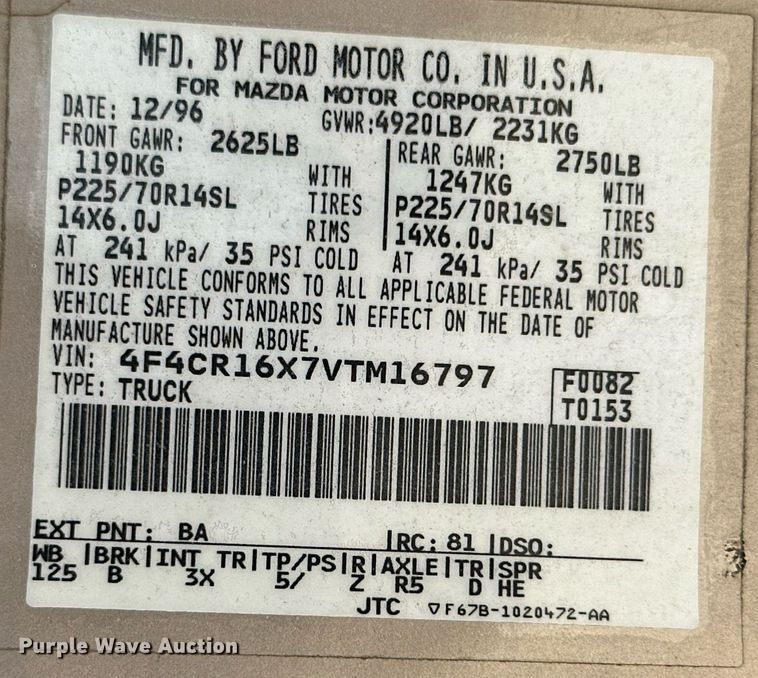 MFD. BY FORD MOTOR CO. IN U.S.A.
FOR MAZDA MOTOR CORPORATION
DATE: 12/96 GVWR:4920LB/ 2231KG
FRONT GAWR: 2625LB REAR GAWR: 2750LB
1190KG WITH 1247KG WITH
P225/70R14SL TIRES P225/70R14SL TIRES
14X6.0J RIMS 14X6.0J RIMS
AT 241 kPa/ 35 PSI COLD AT 241 kPa/ 35 PSI COLD
THIS VEHICLE CONFORMS TO ALL APPLICABLE FEDERAL MOTOR
VEHICLE SAFETY STANDARDS IN EFFECT ON THE DATE OF
MANUFACTURE SHOWN ABOVE.
VIN: 4F4CR16X7VTM16797 F0082
TYPE: TRUCK T0153
EXT PNT: BA RC: 81 DSO:
WB BRK INT TR TP/PS R AXLE TR SPR
125 B 3X 5/ Z R5 D HE
JTC F67B-1020472-AA
Purple Wave Auction